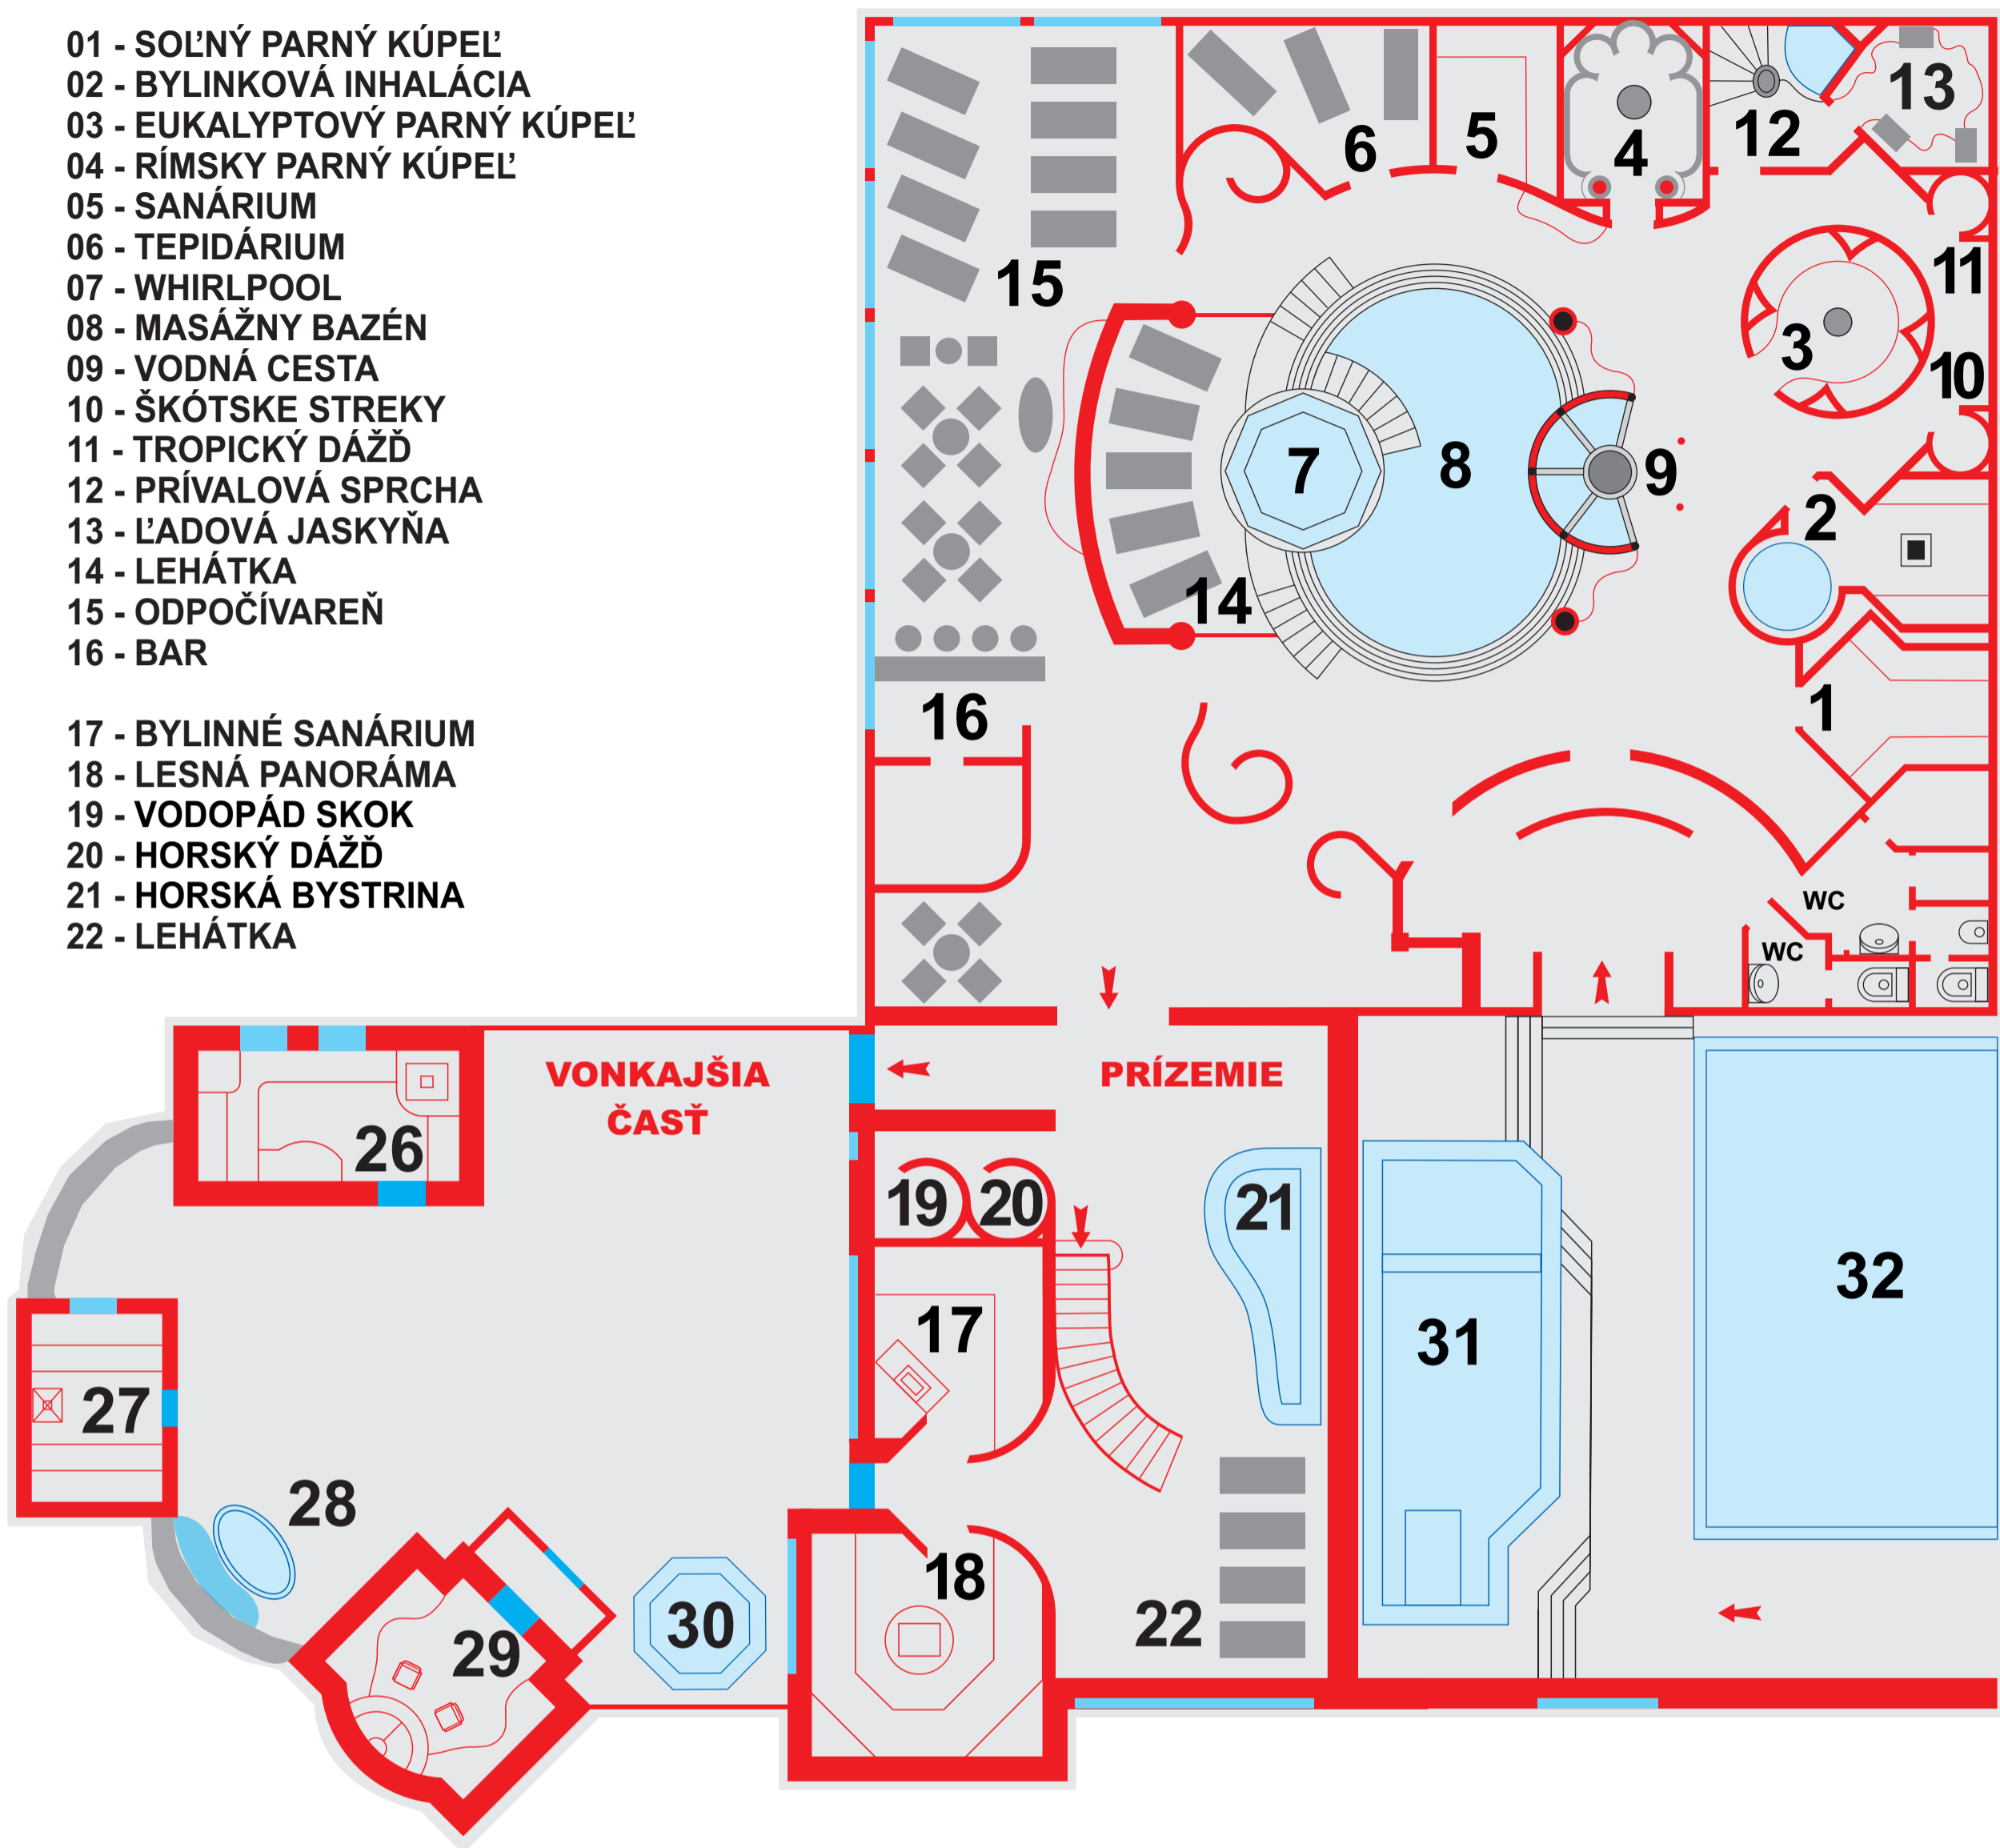 01 - SOĽNÝ PARNÝ KÚPEĽ
02 - BYLINKOVÁ INHALÁCIA
03 - EUKALYPTOVÝ PARNÝ KÚPEĽ
04 - RÍMSKY PARNÝ KÚPEĽ
05 - SANÁRIUM
06 - TEPIDÁRIUM
07 - WHIRLPOOL
08 - MASÁŽNY BAZÉN
09 - VODNÁ CESTA
10 - ŠKÓTSKE STREKY
11 - TROPICKÝ DÁŽĎ
12 - PRÍVALOVÁ SPRCHA
13 - ĽADOVÁ JASKYŇA
14 - LEHÁTKA
15 - ODPOČÍVAREŇ
16 - BAR
17 - BYLINNÉ SANÁRIUM
18 - LESNÁ PANORÁMA
19 - VODOPÁD SKOK
20 - HORSKÝ DÁŽĎ
21 - HORSKÁ BYSTRINA
22 - LEHÁTKA
13
5
12
6
4
11
15
3
10
7
8
9
2
14
1
16
WC
WC
VONKAJŠIA
ČASŤ
PRÍZEMIE
26
19
20
21
32
17
31
27
28
18
30
22
29